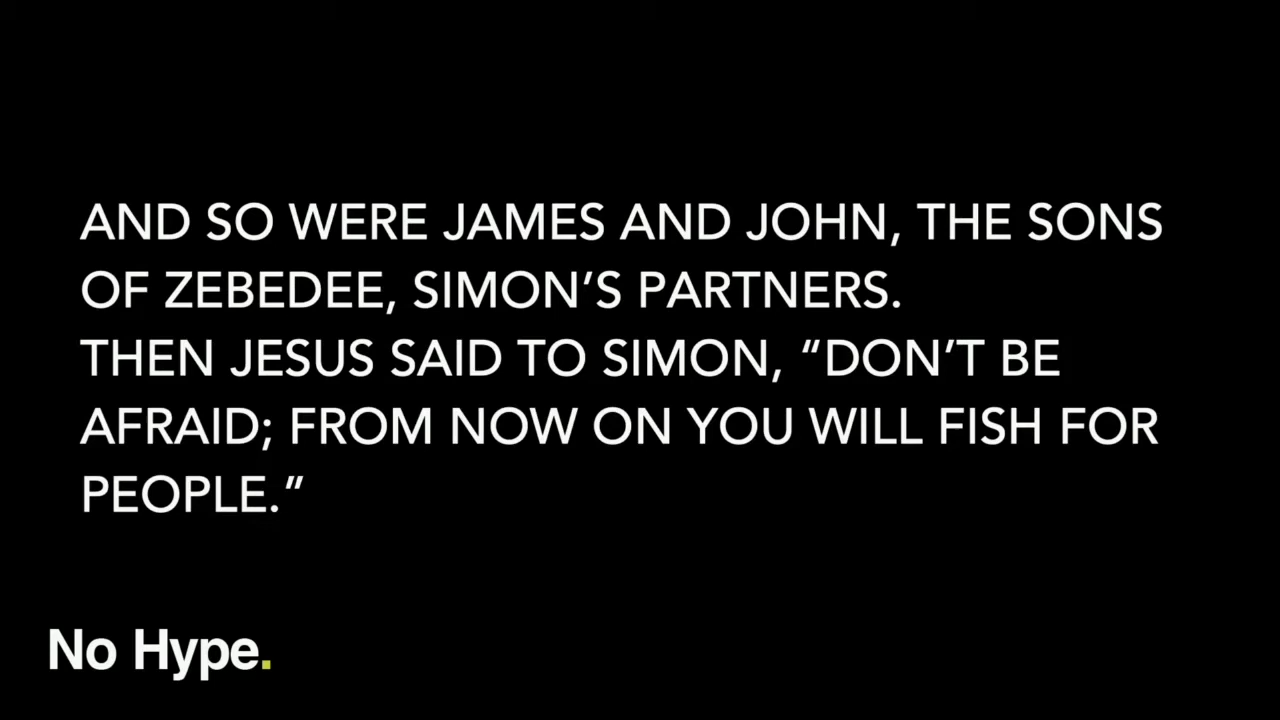 AND SO WERE JAMES AND JOHN, THE SONS
OF ZEBEDEE, SIMON’S PARTNERS.
THEN JESUS SAID TO SIMON, “DON’T BE
AFRAID; FROM NOW ON YOU WILL FISH FOR
PEOPLE.”
No Hype.